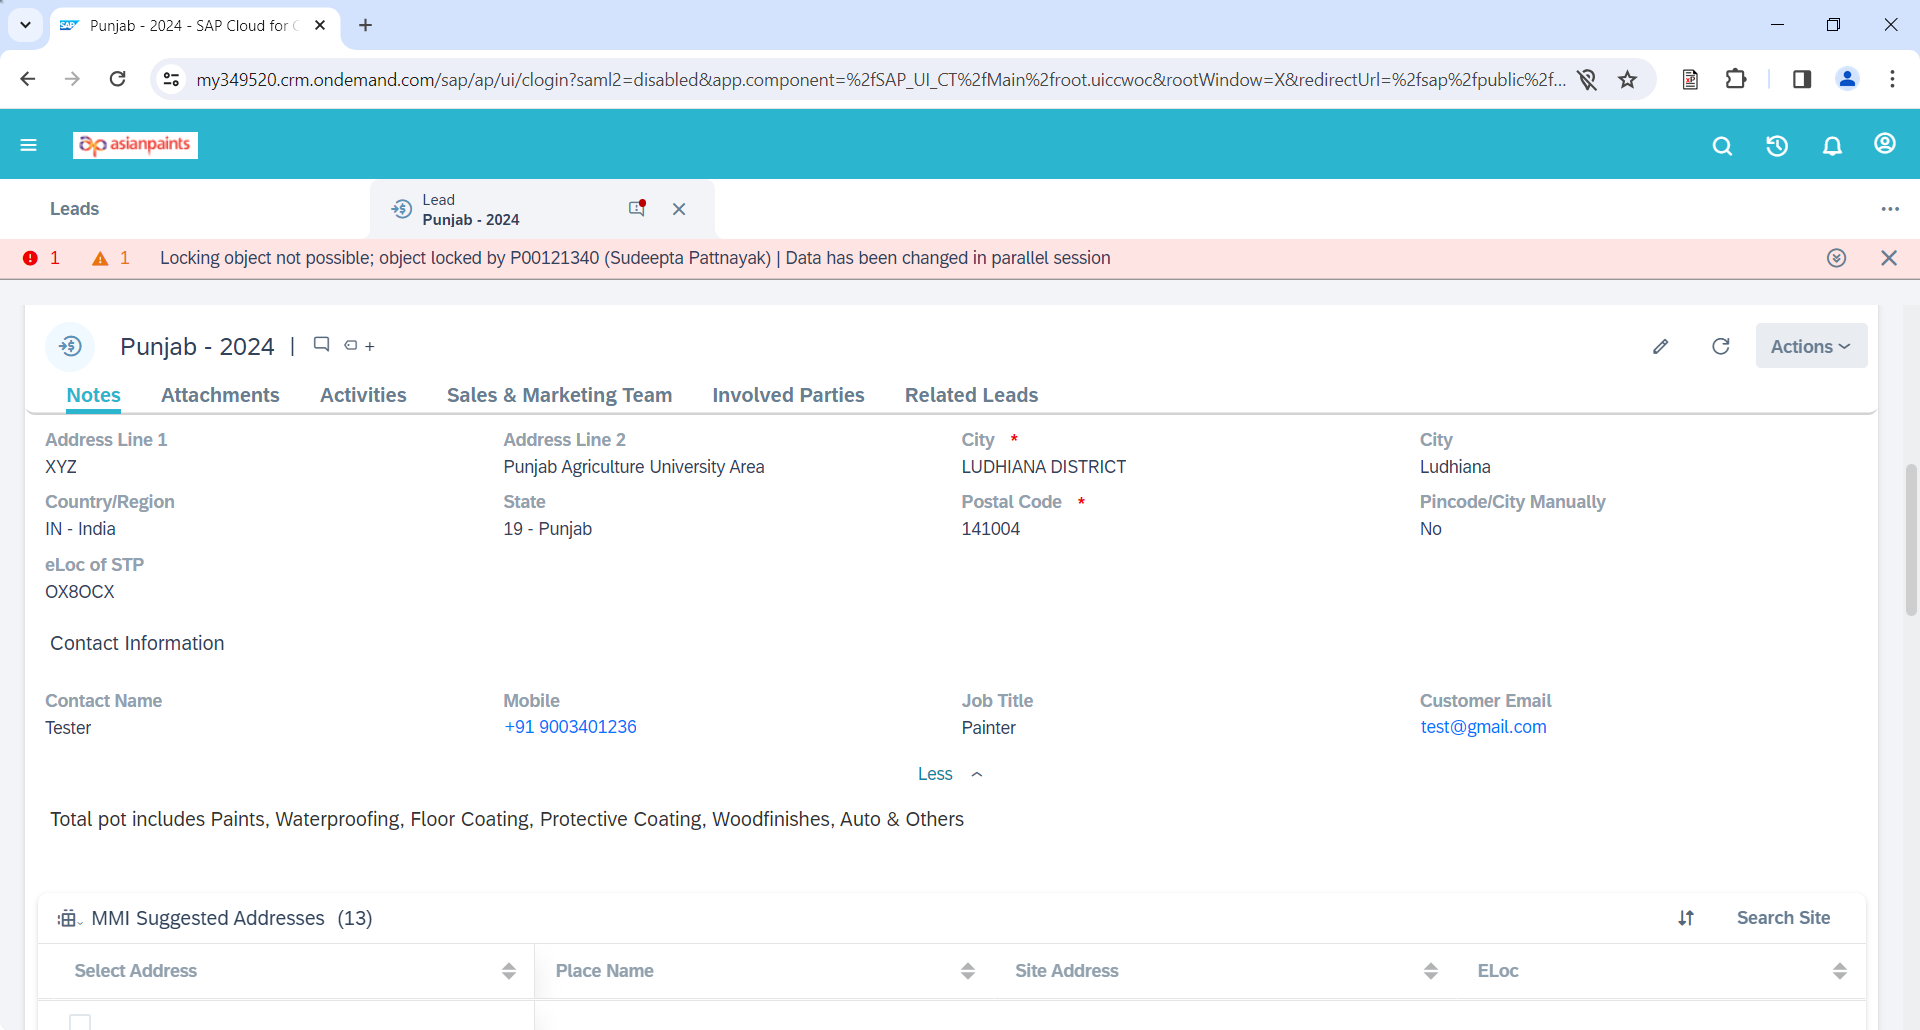 Punjab - 2024 - SAP Cloud for C
my349520.crm.ondemand.com/sap/ap/ui/clogin?saml2=disabled&app.component=%2fSAP_UI_CT%2fMain%2froot.uiccwoc&rootWindow=X&redirectUrl=%2fsap%2fpublic%2f...
ap asianpaints
Leads
Lead
Punjab - 2024
1 1 Locking object not possible; object locked by P00121340 (Sudeepta Pattnayak) | Data has been changed in parallel session
Punjab - 2024 | +
Actions
Notes Attachments Activities Sales & Marketing Team Involved Parties Related Leads
Address Line 1 Address Line 2 City * City
XYZ Punjab Agriculture University Area LUDHIANA DISTRICT Ludhiana
Country/Region State Postal Code * Pincode/City Manually
IN - India 19 - Punjab 141004 No
eLoc of STP
OX8OCX
Contact Information
Contact Name Mobile Job Title Customer Email
Tester +91 9003401236 Painter test@gmail.com
Less
Total pot includes Paints, Waterproofing, Floor Coating, Protective Coating, Woodfinishes, Auto & Others
MMI Suggested Addresses (13) Search Site
Select Address Place Name Site Address ELoc